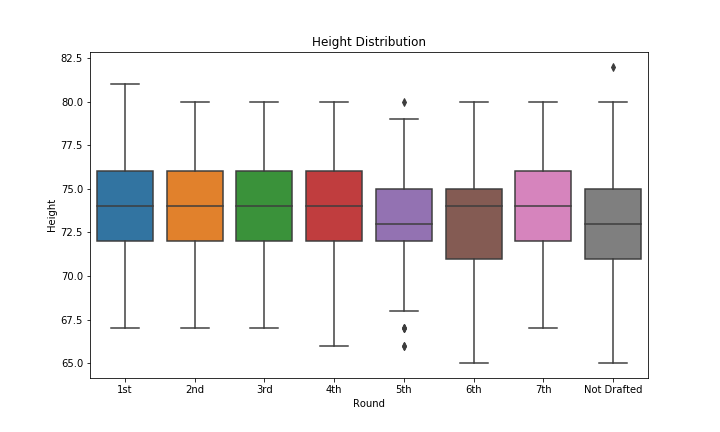 Height Distribution
Height
82.5
80.0
77.5
75.0
72.5
70.0
67.5
65.0
1st 2nd 3rd 4th 5th 6th 7th Not Drafted
Round